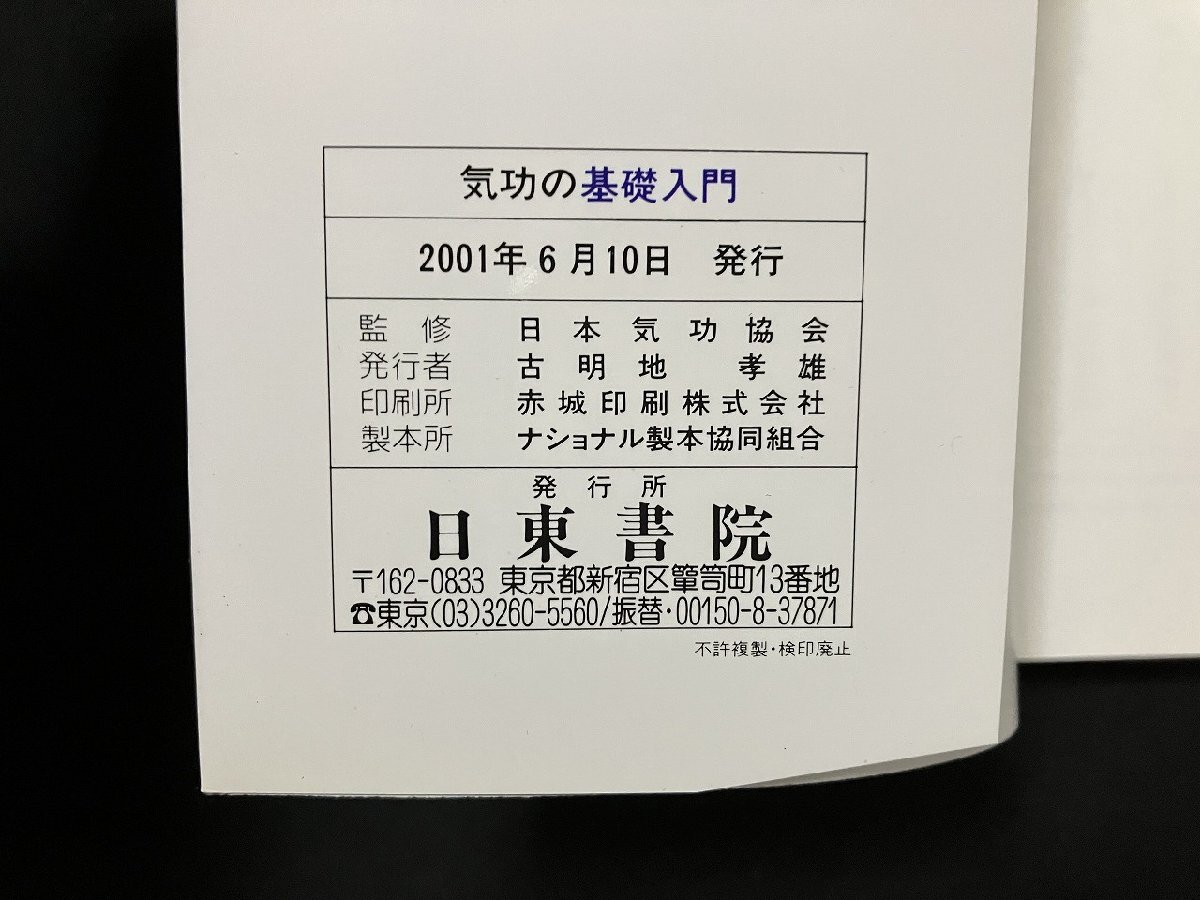 気功の基礎入門
2001年6月10日 発行
監修 日本気功協会
発行者 古明地 孝雄
印刷所 赤城印刷株式会社
製本所 ナショナル製本協同組合
発行所
日東書院
〒162-0833 東京都新宿区箪笥町13番地
☎東京(03)3260-5560/振替・00150-8-37871
不許複製・検印廃止